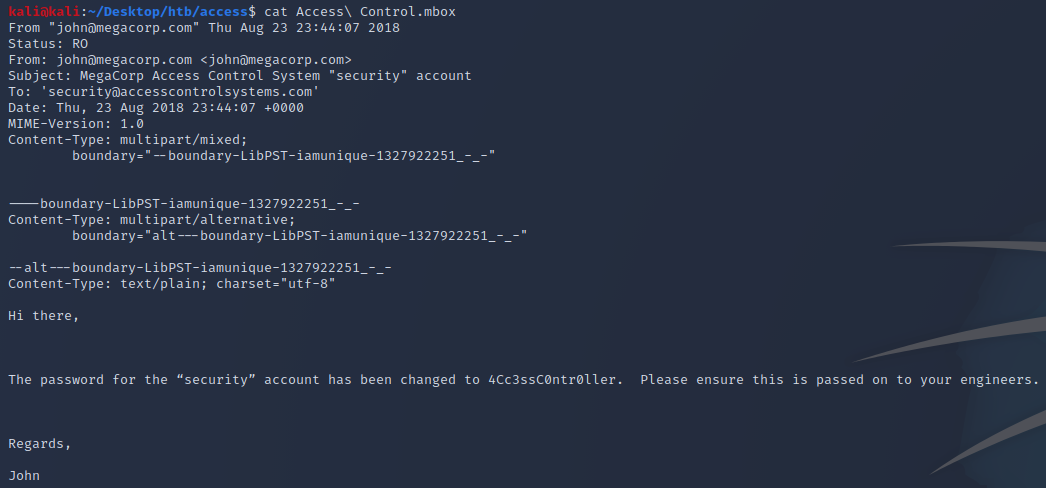 kali@kali:~/Desktop/htb/access$ cat Access\ Control.mbox
From "john@megacorp.com" Thu Aug 23 23:44:07 2018
Status: RO
From: john@megacorp.com <john@megacorp.com>
Subject: MegaCorp Access Control System "security" account
To: 'security@accesscontrolsystems.com'
Date: Thu, 23 Aug 2018 23:44:07 +0000
MIME-Version: 1.0
Content-Type: multipart/mixed;
boundary="--boundary-LibPST-iamunique-1327922251_-_-"
----boundary-LibPST-iamunique-1327922251_-_-
Content-Type: multipart/alternative;
boundary="alt---boundary-LibPST-iamunique-1327922251_-_-"
--alt---boundary-LibPST-iamunique-1327922251_-_-
Content-Type: text/plain; charset="utf-8"
Hi there,
The password for the “security” account has been changed to 4Cc3ssC0ntr0ller.  Please ensure this is passed on to your engineers.
Regards,
John